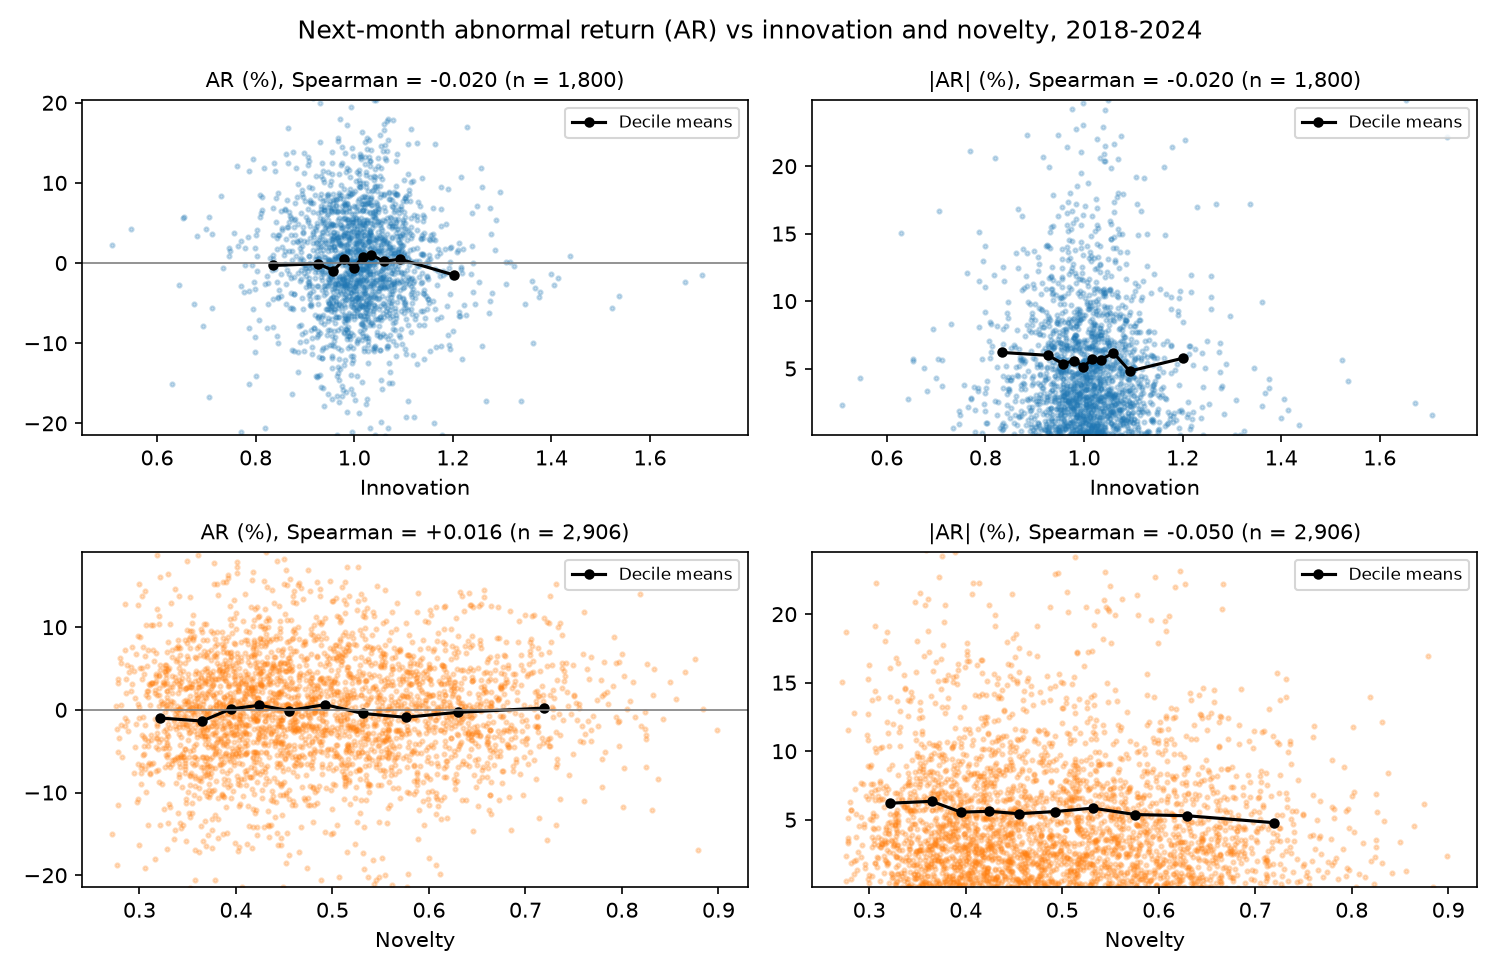 Next-month abnormal return (AR) vs innovation and novelty, 2018-2024
AR (%), Spearman = -0.020 (n = 1,800)
20
10
0
−10
−20
Decile means
0.6 0.8 1.0 1.2 1.4 1.6
Innovation
|AR| (%), Spearman = -0.020 (n = 1,800)
20
15
10
5
Decile means
0.6 0.8 1.0 1.2 1.4 1.6
Innovation
AR (%), Spearman = +0.016 (n = 2,906)
10
0
−10
−20
Decile means
0.3 0.4 0.5 0.6 0.7 0.8 0.9
Novelty
|AR| (%), Spearman = -0.050 (n = 2,906)
20
15
10
5
Decile means
0.3 0.4 0.5 0.6 0.7 0.8 0.9
Novelty